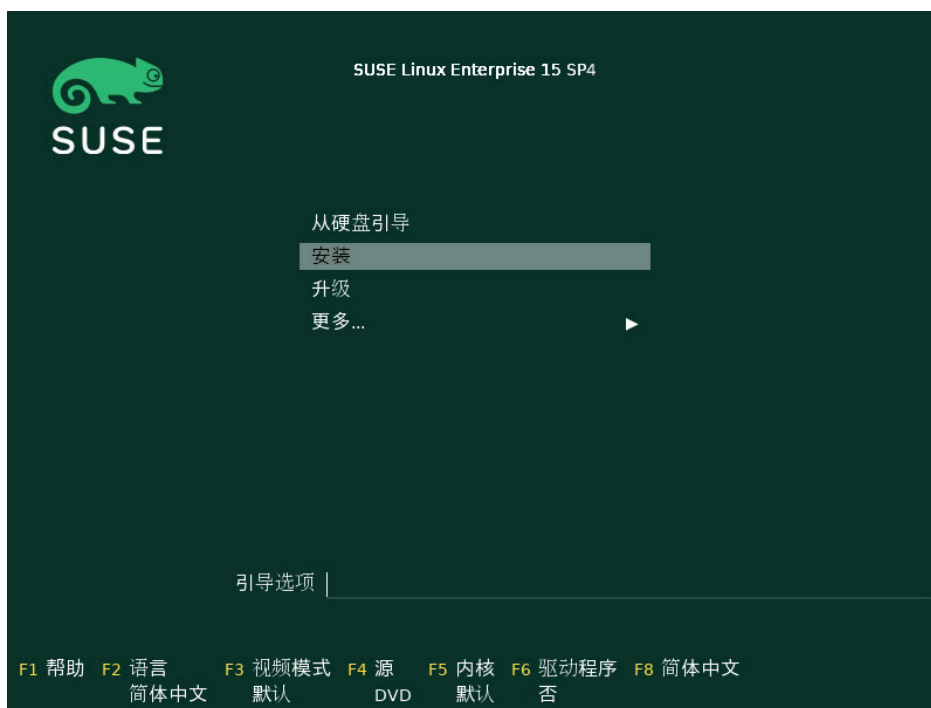 SUSE Linux Enterprise 15 SP4
SUSE
从硬盘引导
安装
升级
更多...
引导选项
F1 帮助 F2 语言 F3 视频模式 F4 源 F5 内核 F6 驱动程序 F8 简体中文
简体中文 默认 DVD 默认 否